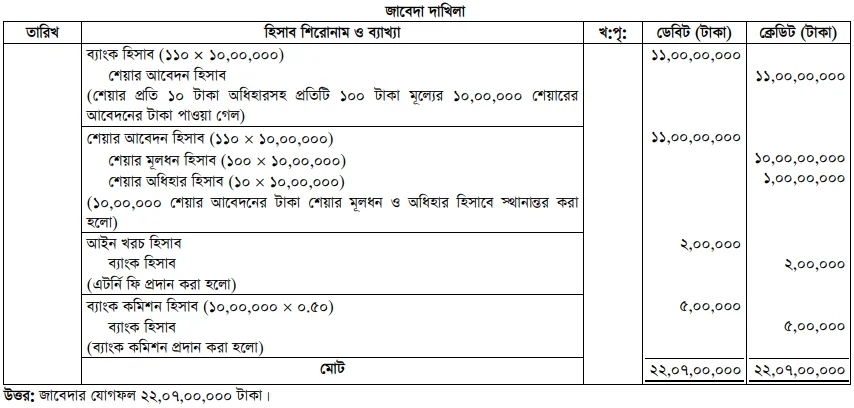 জাবেদা দাখিলা
তারিখ হিসাব শিরোনাম ও ব্যাখ্যা খ:পৃ: ডেবিট (টাকা) ক্রেডিট (টাকা)
ব্যাংক হিসাব (১১০ × ১০,০০,০০০) ১১,০০,০০,০০০
শেয়ার আবেদন হিসাব ১১,০০,০০,০০০
(শেয়ার প্রতি ১০ টাকা অধিহারসহ প্রতিটি ১০০ টাকা মূল্যের ১০,০০,০০০ শেয়ারের
আবেদনের টাকা পাওয়া গেল)
শেয়ার আবেদন হিসাব (১১০ × ১০,০০,০০০) ১১,০০,০০,০০০
শেয়ার মূলধন হিসাব (১০০ × ১০,০০,০০০) ১০,০০,০০,০০০
শেয়ার অধিহার হিসাব (১০ × ১০,০০,০০০) ১,০০,০০,০০০
(১০,০০,০০০ শেয়ার আবেদনের টাকা শেয়ার মূলধন ও অধিহার হিসাবে স্থানান্তর করা
হলো)
আইন খরচ হিসাব ২,০০,০০০
ব্যাংক হিসাব ২,০০,০০০
(এটর্নি ফি প্রদান করা হলো)
ব্যাংক কমিশন হিসাব (১০,০০,০০০ × ০.৫০) ৫,০০,০০০
ব্যাংক হিসাব ৫,০০,০০০
(ব্যাংক কমিশন প্রদান করা হলো)
মোট ২২,০৭,০০,০০০ ২২,০৭,০০,০০০
উত্তর: জাবেদার যোগফল ২২,০৭,০০,০০০ টাকা।